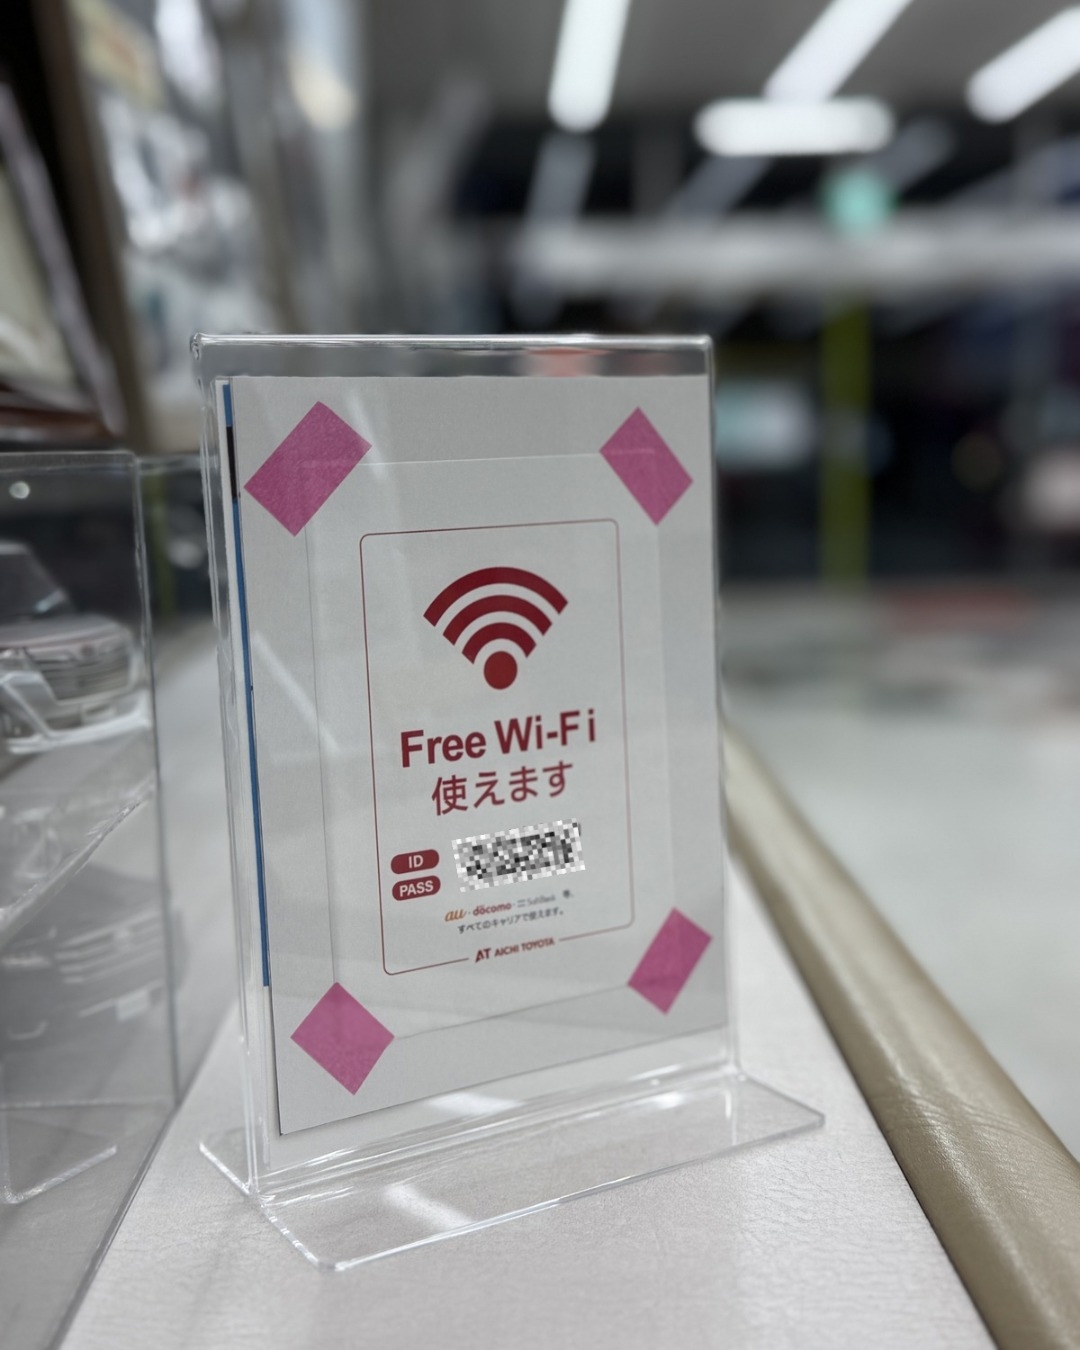 Free Wi-Fi
使えます
ID
PASS
au・docomo・SoftBank 等、
すべてのキャリアで使えます。
AT AICHI TOYOTA